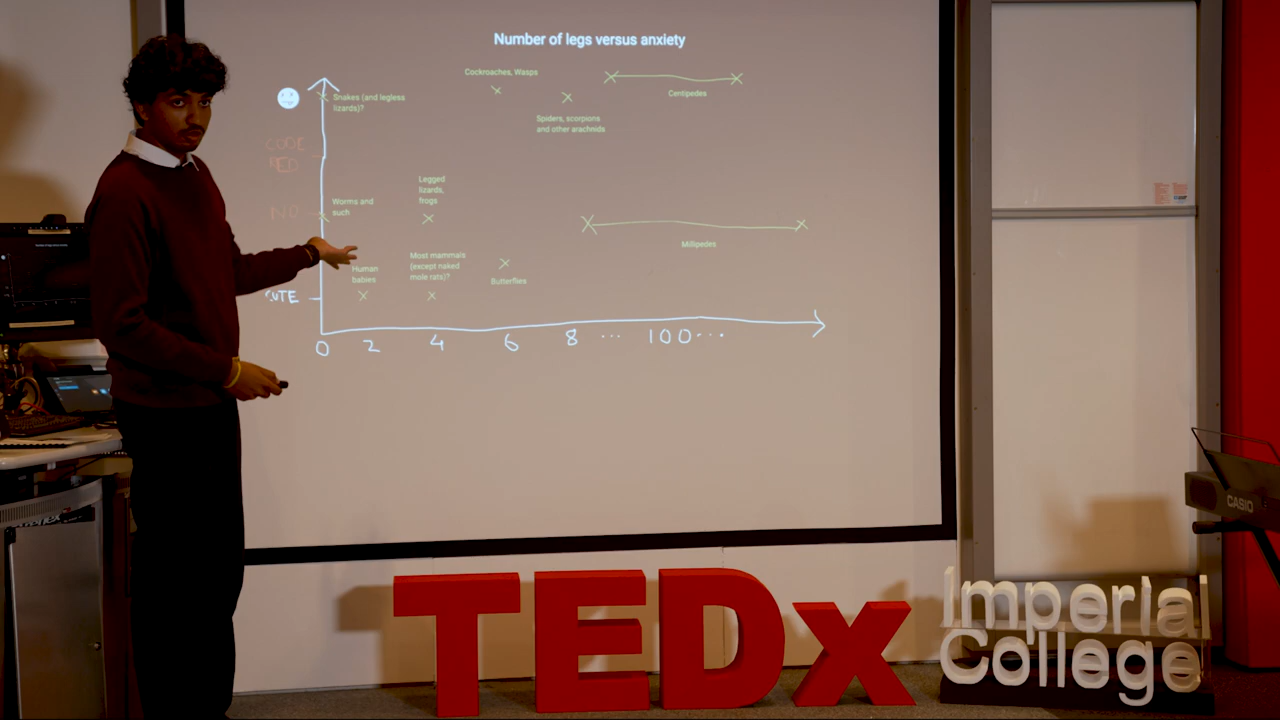 Number of legs versus anxiety
Cockroaches, Wasps
Centipedes
Snakes (and legless
lizards)?
Spiders, scorpions
and other arachnids
CODE
RED
Legged
lizards,
frogs
Worms and
such
NO
Millipedes
Most mammals
(except naked
mole rats)?
Human
babies
Butterflies
CUTE
0 2 4 6 8 ... 100...
CASIO
TEDx
Imperial
College